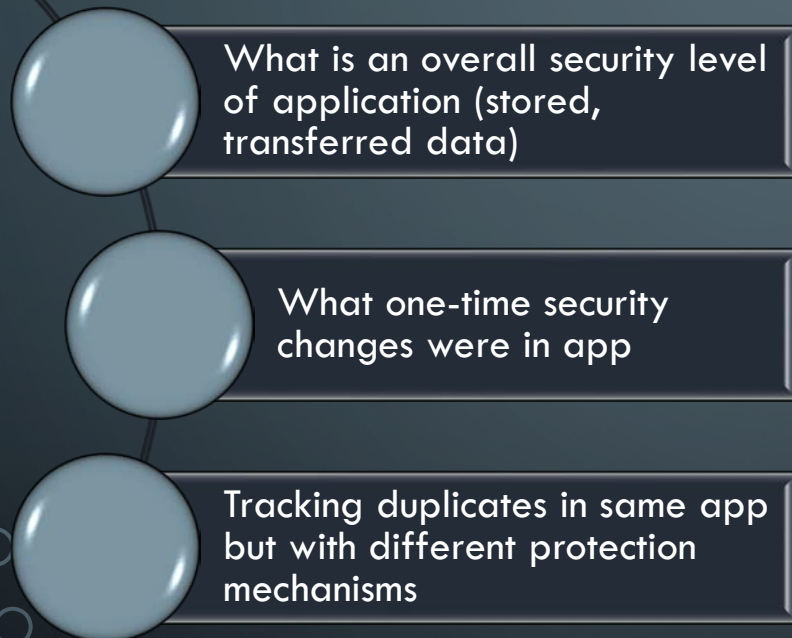 What is an overall security level
of application (stored,
transferred data)
What one-time security
changes were in app
Tracking duplicates in same app
but with different protection
mechanisms